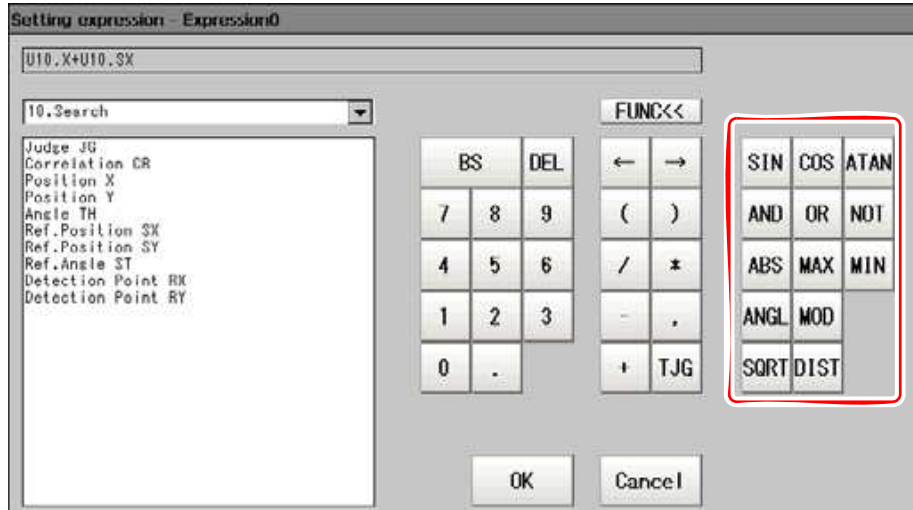 Setting expression - Expression0
U10.X+U10.SX
10.Search
FUNC<<
Judge JG
Correlation CR
Position X
Position Y
Angle TH
Ref.Position SX
Ref.Position SY
Ref.Angle ST
Detection Point RX
Detection Point RY
BS DEL ← → SIN COS ATAN
7 8 9 ( ) AND OR NOT
4 5 6 / * ABS MAX MIN
1 2 3 - , ANGL MOD
0 . + TJG SQRT DIST
OK Cancel